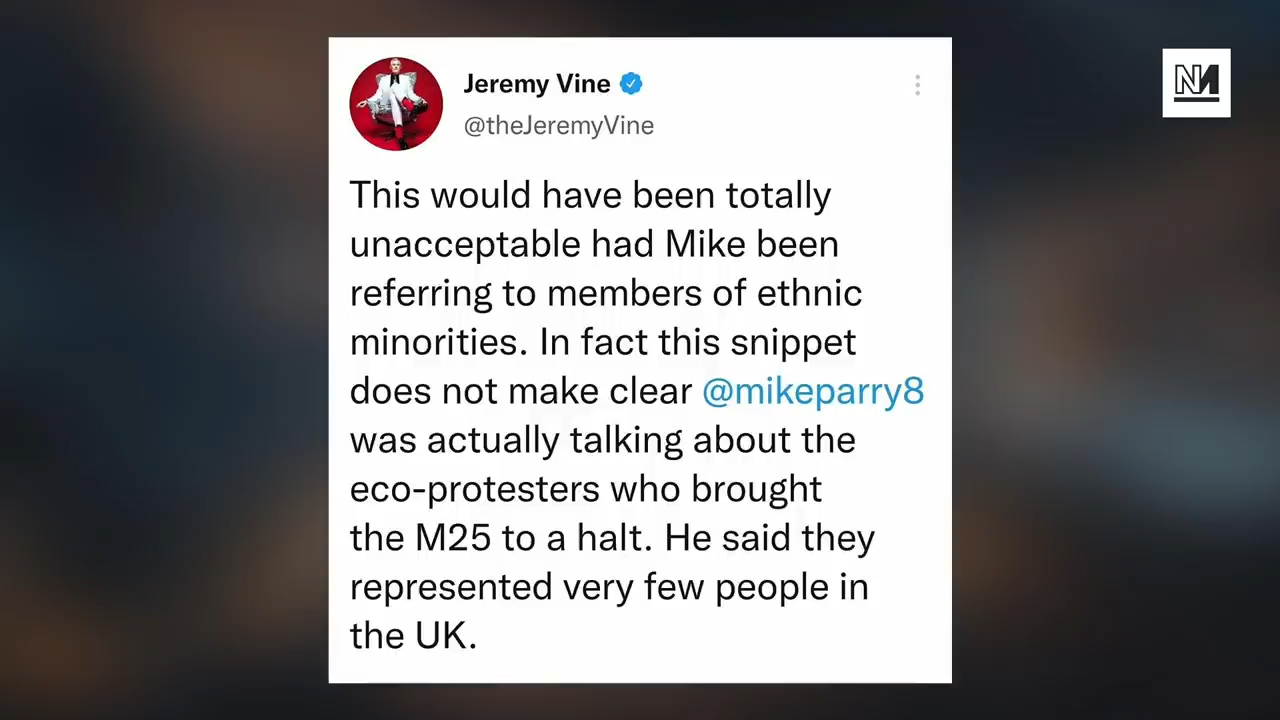 Jeremy Vine
@theJeremyVine
NM
This would have been totally
unacceptable had Mike been
referring to members of ethnic
minorities. In fact this snippet
does not make clear @mikeparry8
was actually talking about the
eco-protesters who brought
the M25 to a halt. He said they
represented very few people in
the UK.